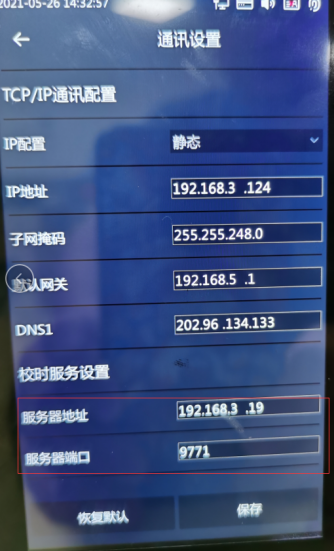 2021-05-26 14:32:57
通讯设置
TCP/IP通讯配置
IP配置 静态
IP地址 192.168.3 .124
子网掩码 255.255.248.0
默认网关 192.168.5 .1
DNS1 202.96 .134.133
校时服务设置
服务器地址 192.168.3 .19
服务器端口 9771
恢复默认 保存